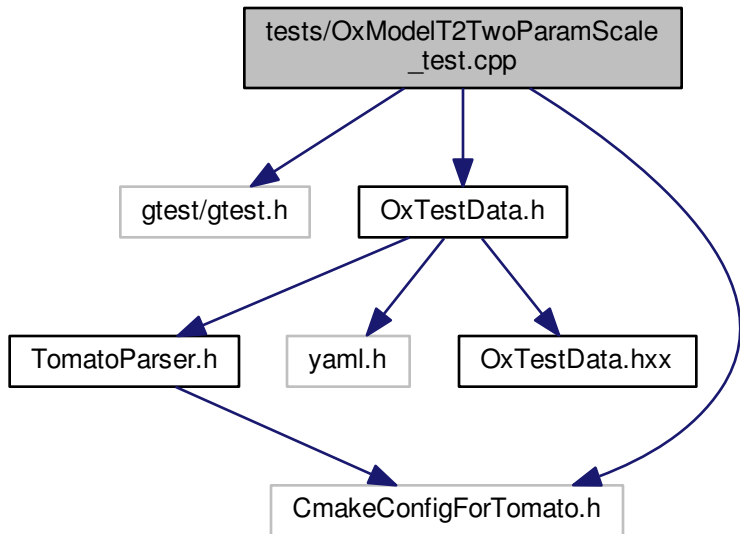 tests/OxModelT2TwoParamScale
_test.cpp
gtest/gtest.h
OxTestData.h
TomatoParser.h
yaml.h
OxTestData.hxx
CmakeConfigForTomato.h